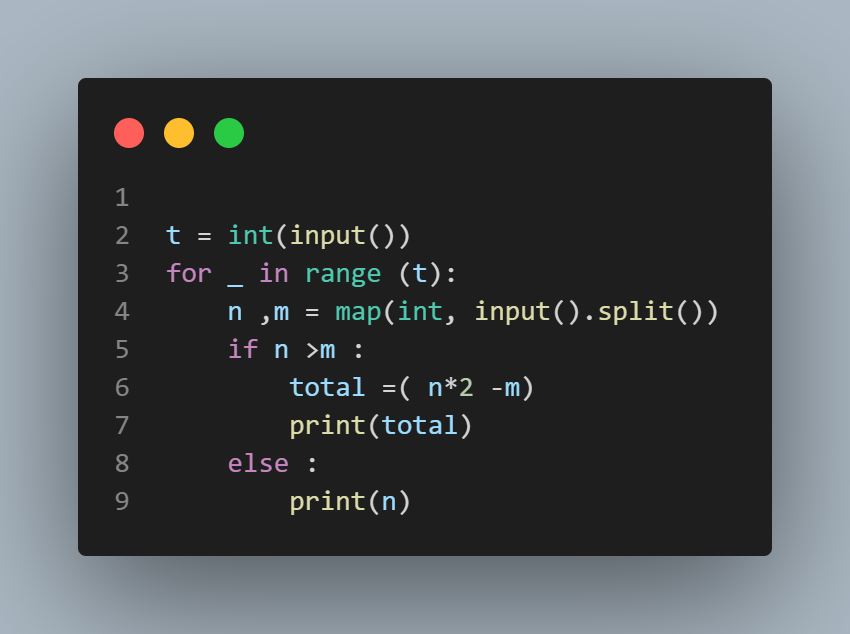 1
2 t = int(input())
3 for _ in range (t):
4     n ,m = map(int, input().split())
5     if n >m :
6         total =( n*2 -m)
7         print(total)
8     else :
9         print(n)